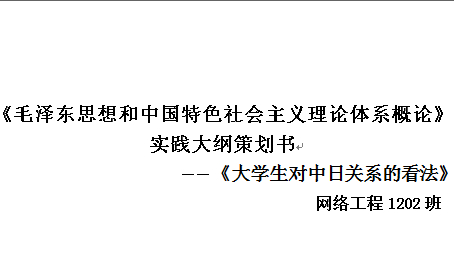 《毛泽东思想和中国特色社会主义理论体系概论》
实践大纲策划书
--《大学生对中日关系的看法》
网络工程 1202 班